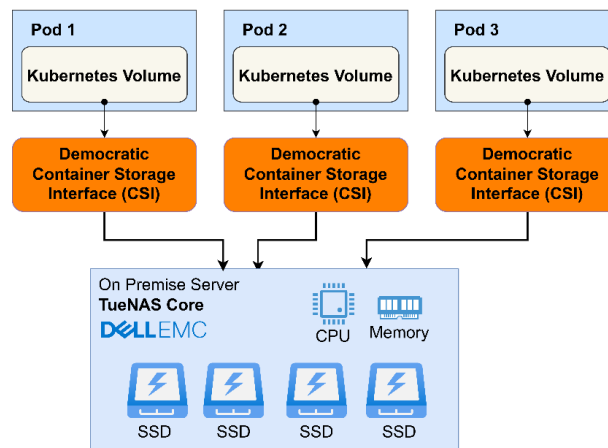 Pod 1
Kubernetes Volume
Pod 2
Kubernetes Volume
Pod 3
Kubernetes Volume
Democratic
Container Storage
Interface (CSI)
Democratic
Container Storage
Interface (CSI)
Democratic
Container Storage
Interface (CSI)
On Premise Server
TueNAS Core
DELLEMC
CPU
Memory
SSD
SSD
SSD
SSD